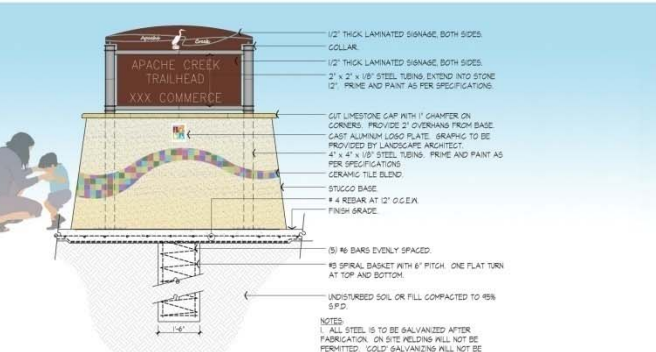 Apache Creek
APACHE CREEK
TRAILHEAD
XXX COMMERCE
1/2" THICK LAMINATED SIGNAGE, BOTH SIDES.
COLLAR.
1/2" THICK LAMINATED SIGNAGE, BOTH SIDES.
2" x 2" x 1/8" STEEL TUBING, EXTEND INTO STONE
12". PRIME AND PAINT AS PER SPECIFICATIONS.
CUT LIMESTONE CAP WITH 1" CHAMFER ON
CORNERS. PROVIDE 2" OVERHANG FROM BASE.
CAST ALUMINUM LOGO PLATE. GRAPHIC TO BE
PROVIDED BY LANDSCAPE ARCHITECT.
4" x 4" x 1/8" STEEL TUBING. PRIME AND PAINT AS
PER SPECIFICATIONS
CERAMIC TILE BLEND.
STUCCO BASE.
# 4 REBAR AT 12" O.C.E.W.
FINISH GRADE.
(5) #6 BARS EVENLY SPACED.
#3 SPIRAL BASKET WITH 6" PITCH. ONE FLAT TURN
AT TOP AND BOTTOM.
UNDISTURBED SOIL OR FILL COMPACTED TO 95%
S.P.D.
1'-6"
NOTES:
1. ALL STEEL IS TO BE GALVANIZED AFTER
FABRICATION. ON SITE WELDING WILL NOT BE
PERMITTED. 'COLD' GALVANIZING WILL NOT BE